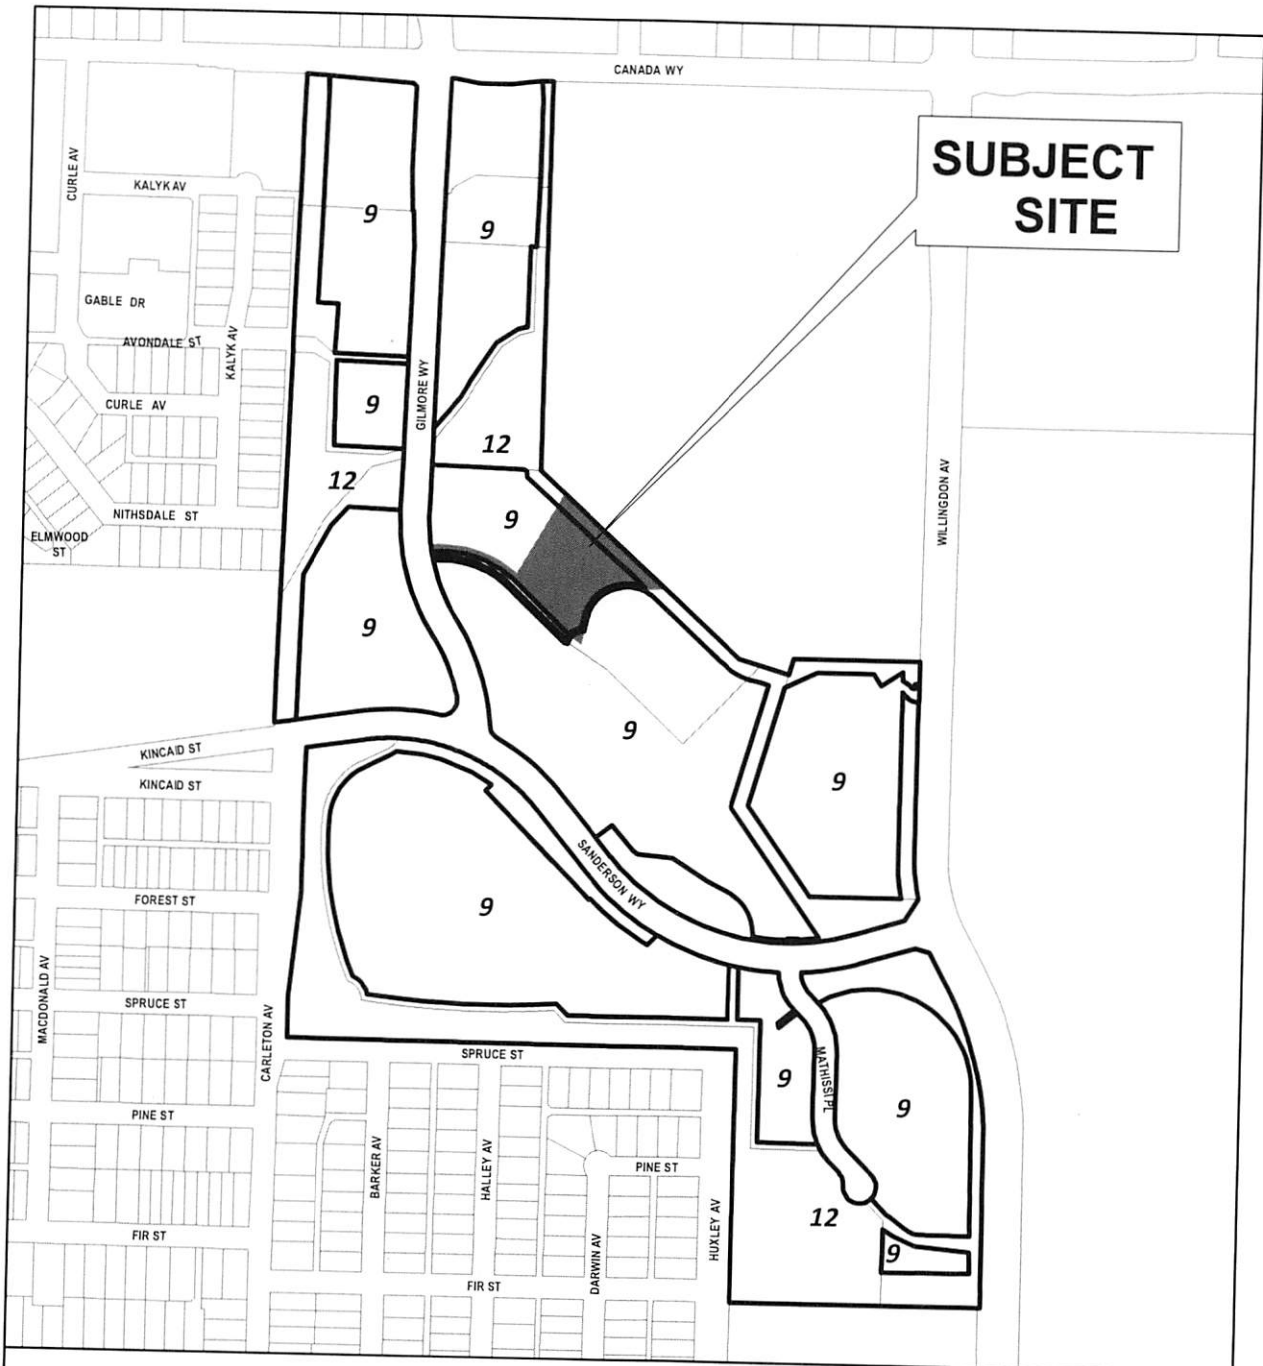 CANADA WY
SUBJECT
SITE
CURLE AV
KALYK AV
9
9
GABLE DR
AVONDALE ST
KALYK AV
GILMORE WY
CURLE AV
9
12
12
WILLINGDON AV
NITHSDALE ST
9
ELMWOOD
ST
9
9
KINCAID ST
KINCAID ST
9
SANDERSON WY
FOREST ST
9
MACDONALD AV
SPRUCE ST
CARLETON AV
SPRUCE ST
MATHISSI PL
9
9
PINE ST
BARKER AV
HALLEY AV
PINE ST
HUXLEY AV
12
FIR ST
DARWIN AV
9
FIR ST